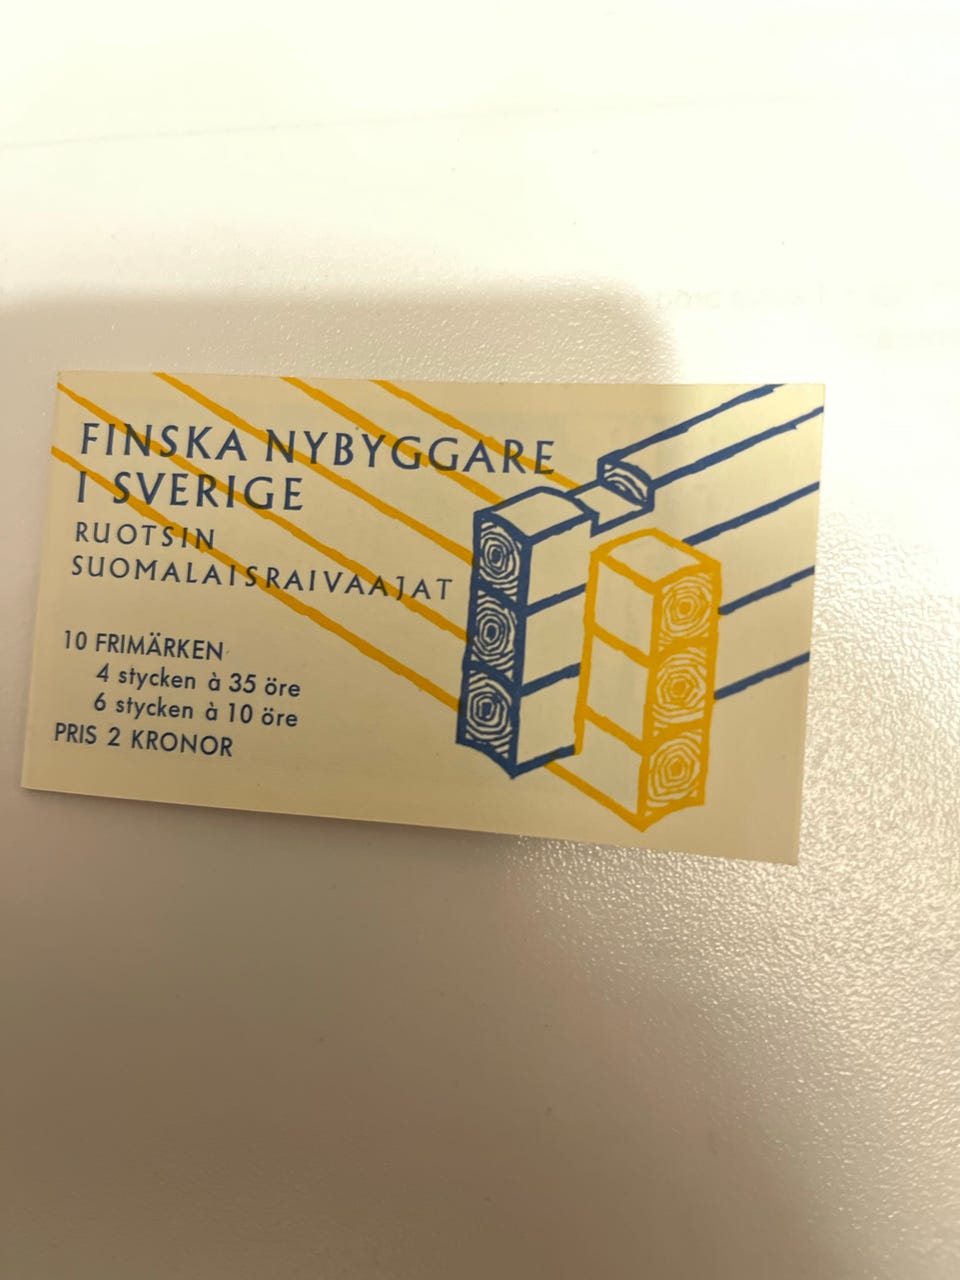 FINSKA NYBYGGARE
I SVERIGE
RUOTSIN
SUOMALAISRAIVAAJAT
10 FRIMÄRKEN
4 stycken à 35 öre
6 stycken à 10 öre
PRIS 2 KRONOR